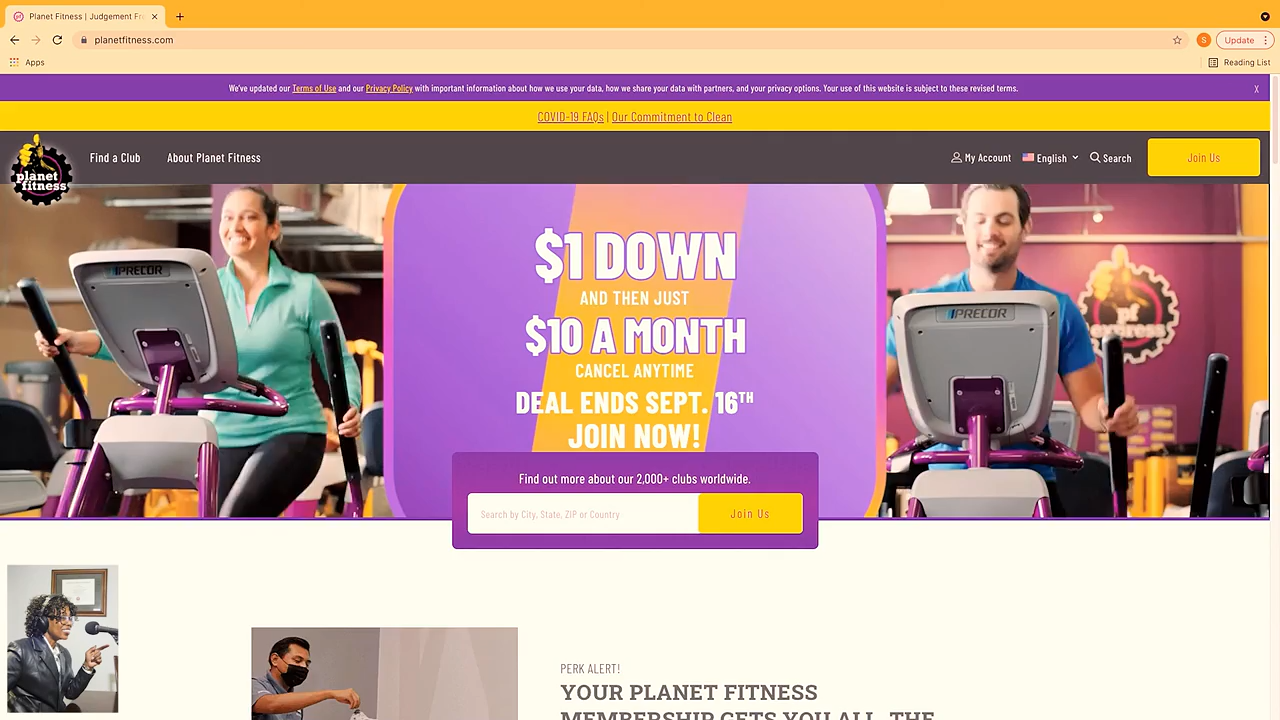 Planet Fitness | Judgement Fr
planetfitness.com
Update
Apps
Reading List
We've updated our Terms of Use and our Privacy Policy with important information about how we use your data, how we share your data with partners, and your privacy options. Your use of this website is subject to these revised terms.
X
COVID-19 FAQs | Our Commitment to Clean
planet fitness
Find a Club
About Planet Fitness
My Account
English
Search
Join Us
$1 DOWN
AND THEN JUST
$10 A MONTH
CANCEL ANYTIME
DEAL ENDS SEPT. 16TH
JOIN NOW!
PRECOR
PRECOR
pf
express
Find out more about our 2,000+ clubs worldwide.
Search by City, State, ZIP or Country
Join Us
PERK ALERT!
YOUR PLANET FITNESS
MEMBERSHIP GETS YOU ALL THE